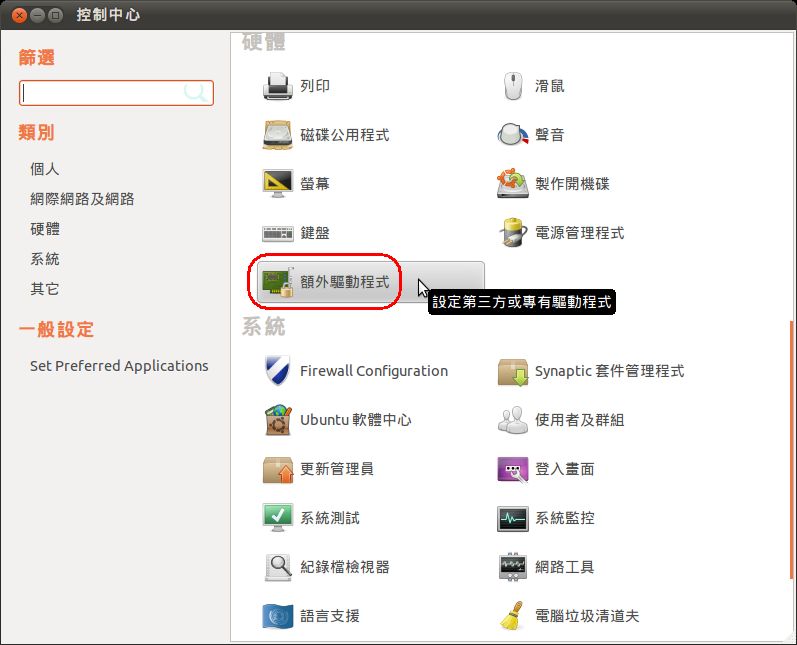 控制中心
篩選
類別
個人
網際網路及網路
硬體
系統
其它
一般設定
Set Preferred Applications
硬體
列印
滑鼠
磁碟公用程式
聲音
螢幕
製作開機碟
鍵盤
電源管理程式
額外驅動程式
設定第三方或專有驅動程式
系統
Firewall Configuration
Synaptic 套件管理程式
Ubuntu 軟體中心
使用者及群組
更新管理員
登入畫面
系統測試
系統監控
紀錄檔檢視器
網路工具
語言支援
電腦垃圾清道夫